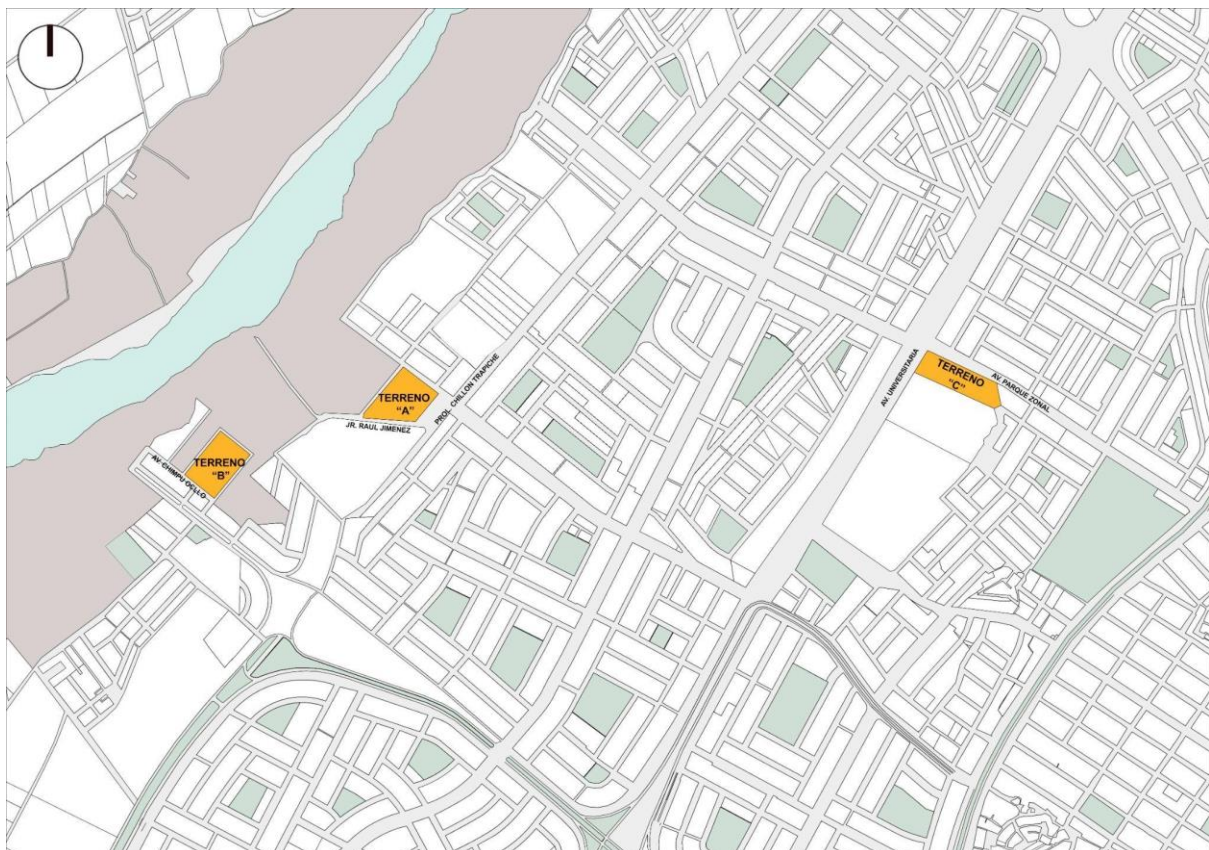 AV. UNIVERSITARIA
TERRENO
"C"
AV. PARQUE ZONAL
PROL. CHILLON TRAPICHE
TERRENO
"A"
JR. RAUL JIMENEZ
TERRENO
"B"
AV. CHIMPU OCLLO